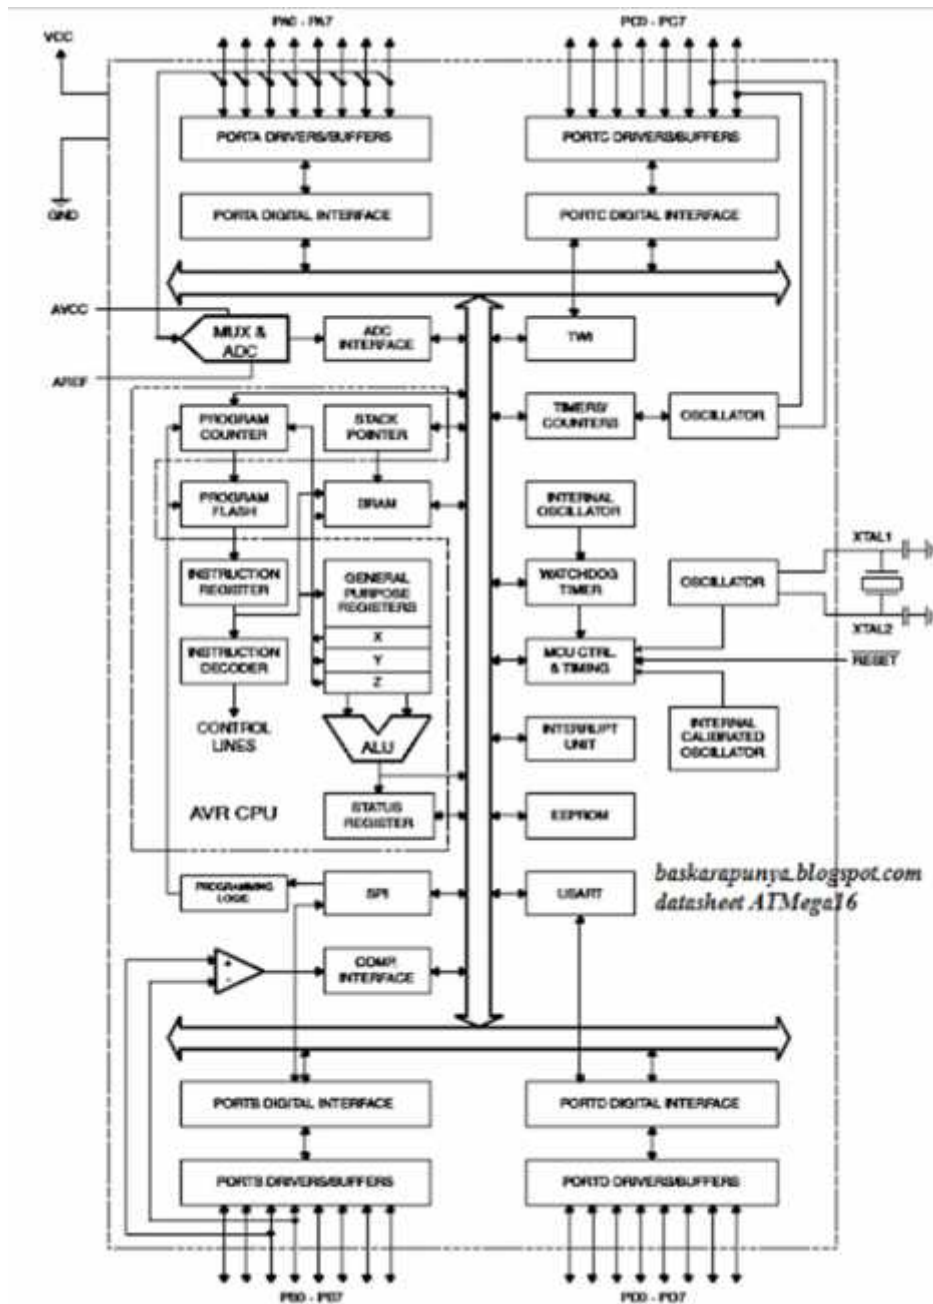 PA0 - PA7
PC0 - PC7
VCC
PORTA DRIVERS/BUFFERS
PORTC DRIVERS/BUFFERS
GND
PORTA DIGITAL INTERFACE
PORTC DIGITAL INTERFACE
AVCC
MUX &
ADC
ADC
INTERFACE
TWI
AREF
PROGRAM
COUNTER
STACK
POINTER
TIMERS/
COUNTERS
OSCILLATOR
PROGRAM
FLASH
SRAM
INTERNAL
OSCILLATOR
XTAL1
INSTRUCTION
REGISTER
GENERAL
PURPOSE
REGISTERS
WATCHDOG
TIMER
OSCILLATOR
XTAL2
X
INSTRUCTION
DECODER
Y
MCU CTRL
& TIMING
RESET
Z
CONTROL
LINES
ALU
INTERRUPT
UNIT
INTERNAL
CALIBRATED
OSCILLATOR
AVR CPU
STATUS
REGISTER
EEPROM
PROGRAMMING
LOGIC
SPI
USART
baskarapunya.blogspot.com
datasheet ATMega16
+
-
COMP.
INTERFACE
PORTB DIGITAL INTERFACE
PORTD DIGITAL INTERFACE
PORTB DRIVERS/BUFFERS
PORTD DRIVERS/BUFFERS
PB0 - PB7
PD0 - PD7